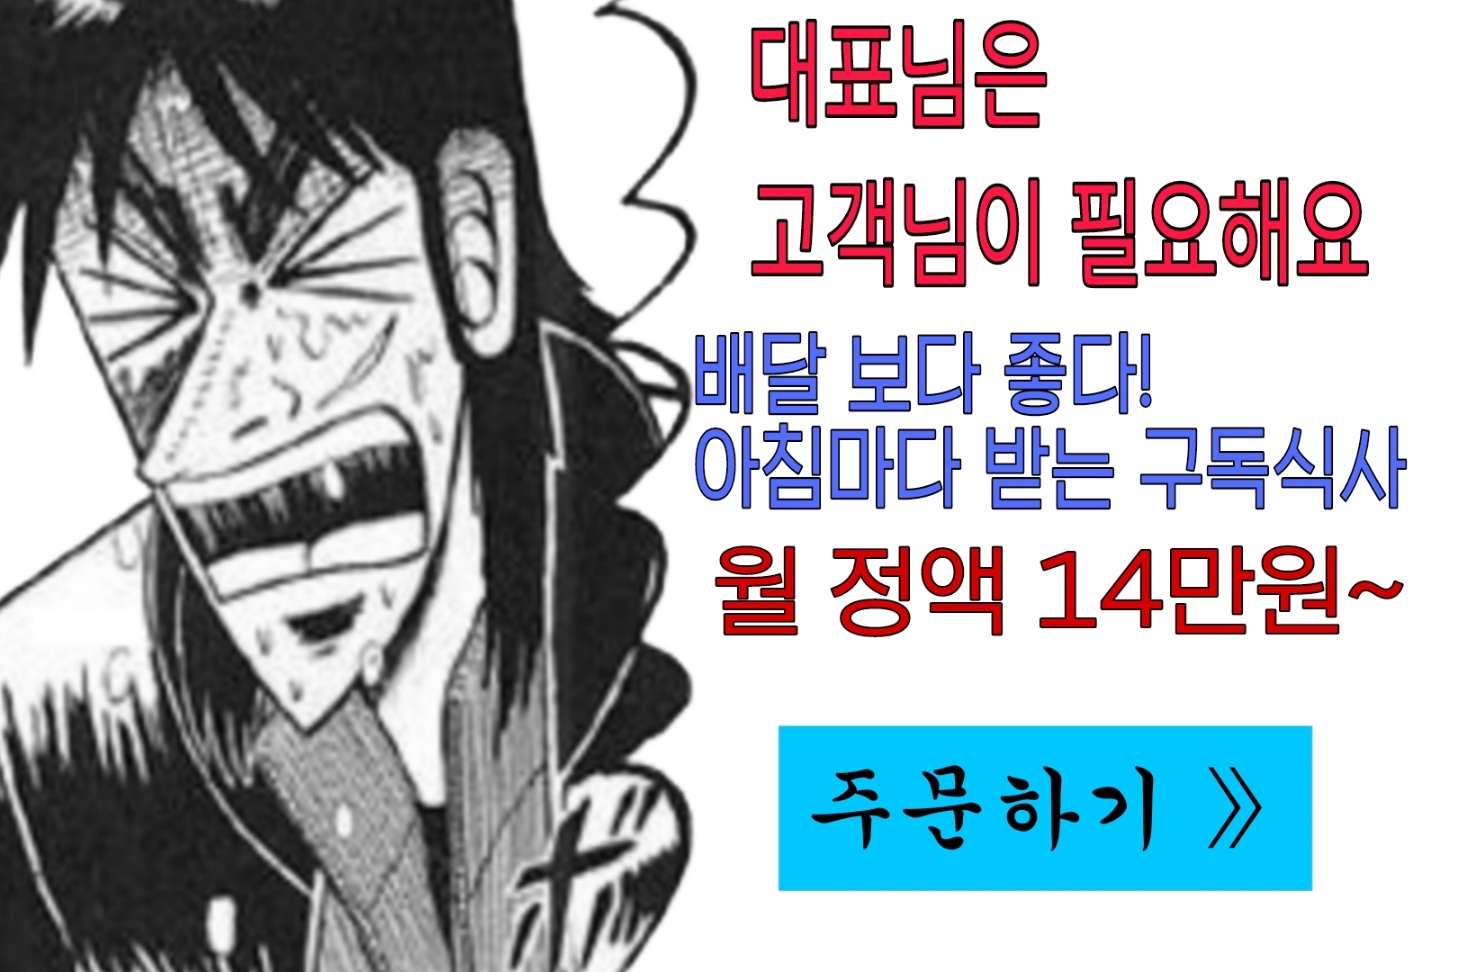 대표님은
고객님이 필요해요
배달 보다 좋다!
아침마다 받는 구독식사
월 정액 14만원~
주문하기 》